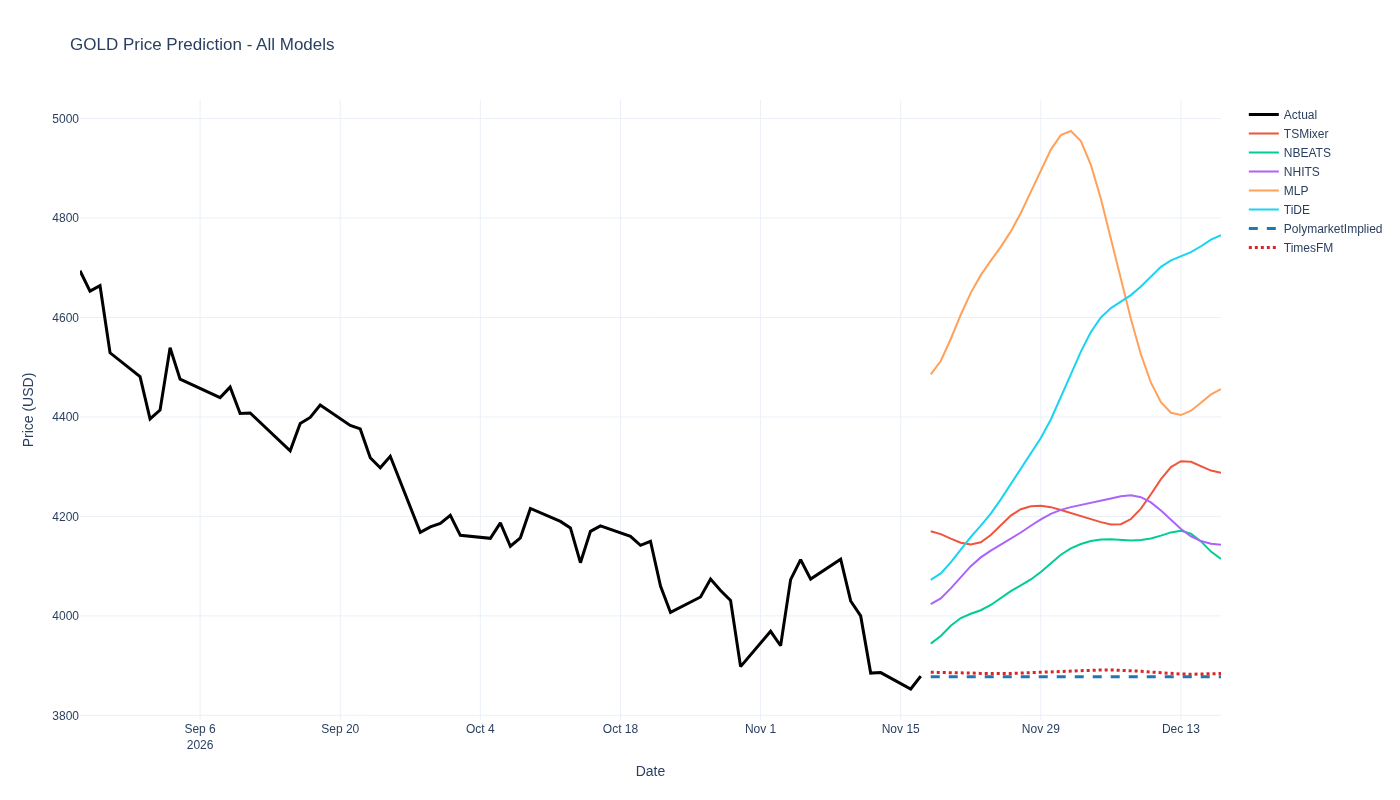 GOLD Price Prediction - All Models
5000
4800
4600
4400
4200
4000
3800
Price (USD)
Sep 6
2026
Sep 20
Oct 4
Oct 18
Nov 1
Nov 15
Nov 29
Dec 13
Date
Actual
TSMixer
NBEATS
NHITS
MLP
TiDE
PolymarketImplied
TimesFM